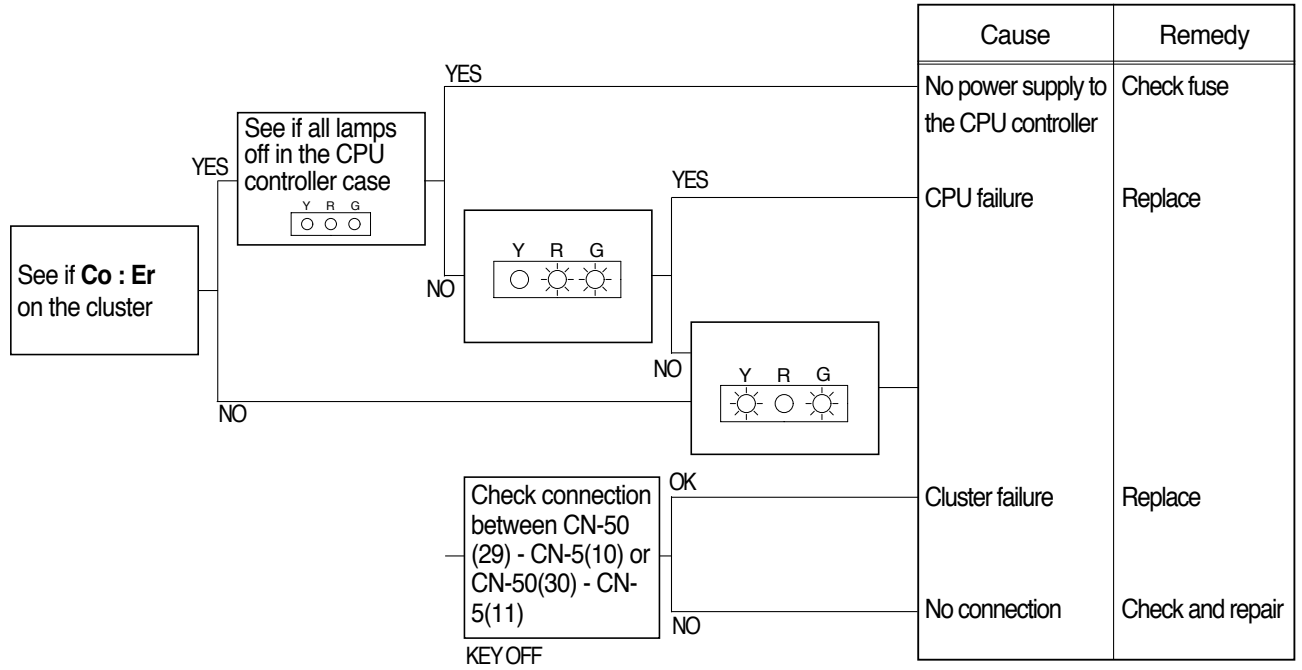 Cause
Remedy
YES
No power supply to
the CPU controller
Check fuse
See if all lamps
off in the CPU
controller case
Y R G
YES
YES
CPU failure
Replace
See if Co : Er
on the cluster
Y R G
NO
NO
Y R G
NO
Check connection
between CN-50
(29) - CN-5(10) or
CN-50(30) - CN-
5(11)
OK
Cluster failure
Replace
No connection
Check and repair
NO
KEY OFF